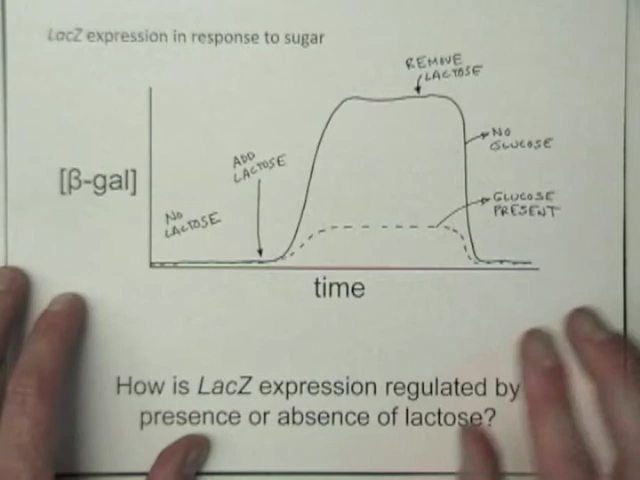 LacZ expression in response to sugar
REMOVE
LACTOSE
NO
GLUCOSE
ADD
LACTOSE
[β-gal]
GLUCOSE
PRESENT
NO
LACTOSE
time
How is LacZ expression regulated by
presence or absence of lactose?